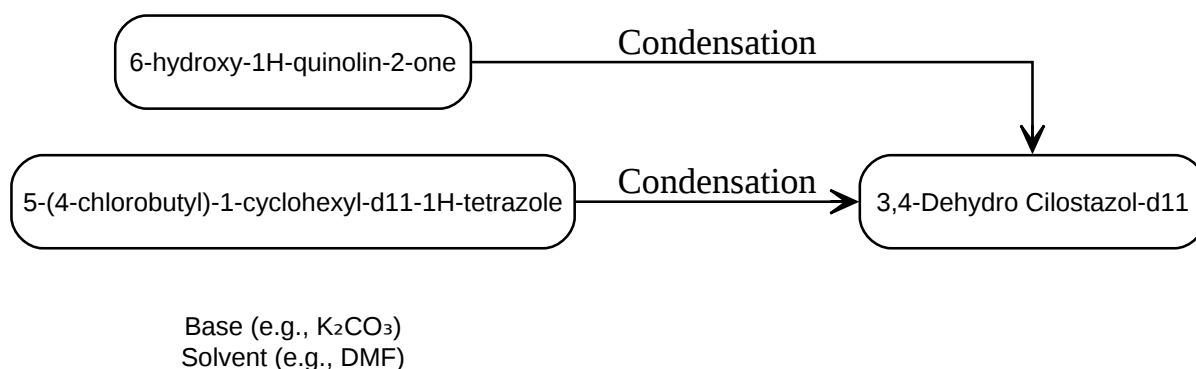 6-hydroxy-1H-quinolin-2-one
Condensation
5-(4-chlorobutyl)-1-cyclohexyl-d11-1H-tetrazole
Condensation
3,4-Dehydro Cilostazol-d11
Base (e.g., K₂CO₃)
Solvent (e.g., DMF)